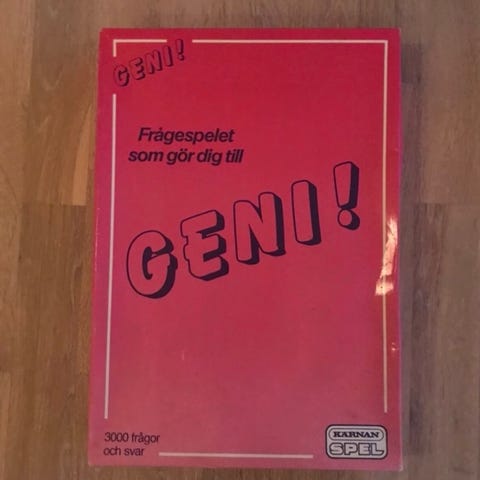 GENI!
Frågespelet
som gör dig till
GENI!
3000 frågor
och svar
KÄRNAN
SPEL